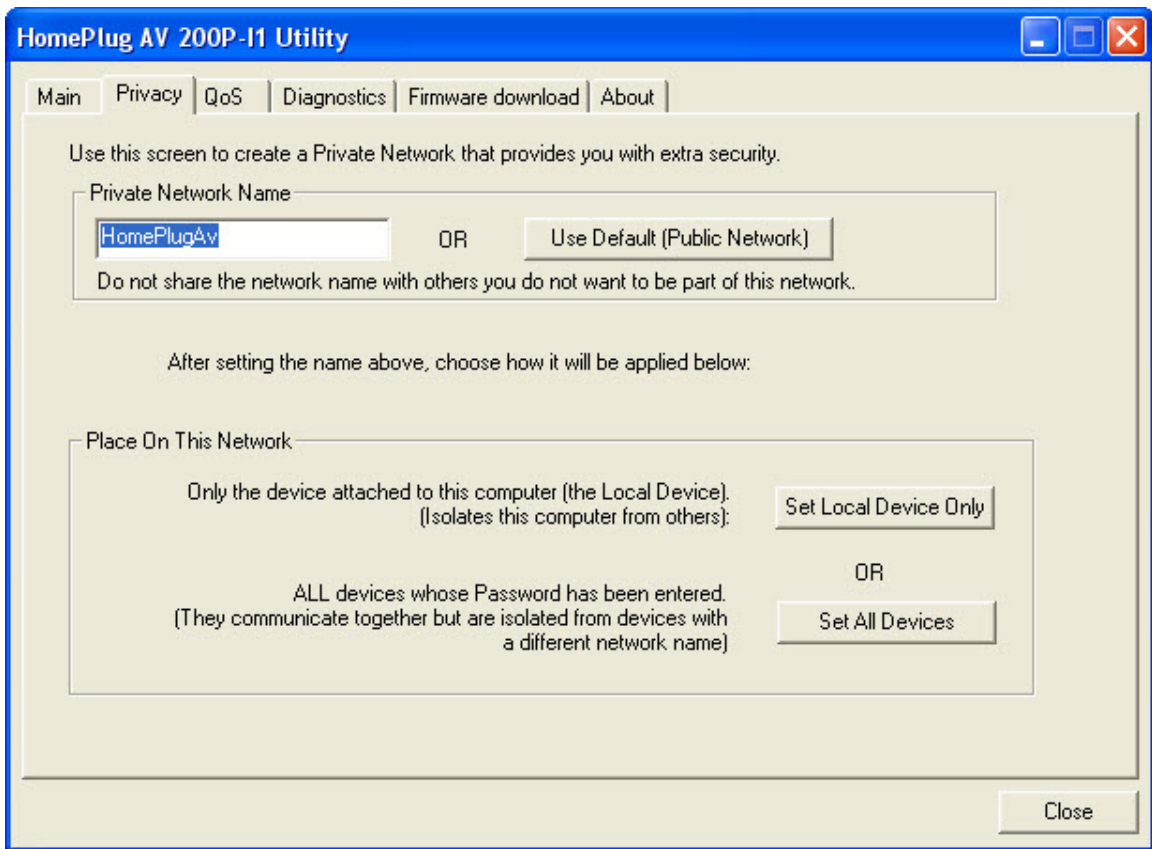 HomePlug AV 200P-I1 Utility
Main Privacy QoS Diagnostics Firmware download About
Use this screen to create a Private Network that provides you with extra security.
Private Network Name
HomePlugAv OR Use Default (Public Network)
Do not share the network name with others you do not want to be part of this network.
After setting the name above, choose how it will be applied below:
Place On This Network
Only the device attached to this computer (the Local Device).
(Isolates this computer from others):
Set Local Device Only
OR
ALL devices whose Password has been entered.
(They communicate together but are isolated from devices with
a different network name)
Set All Devices
Close